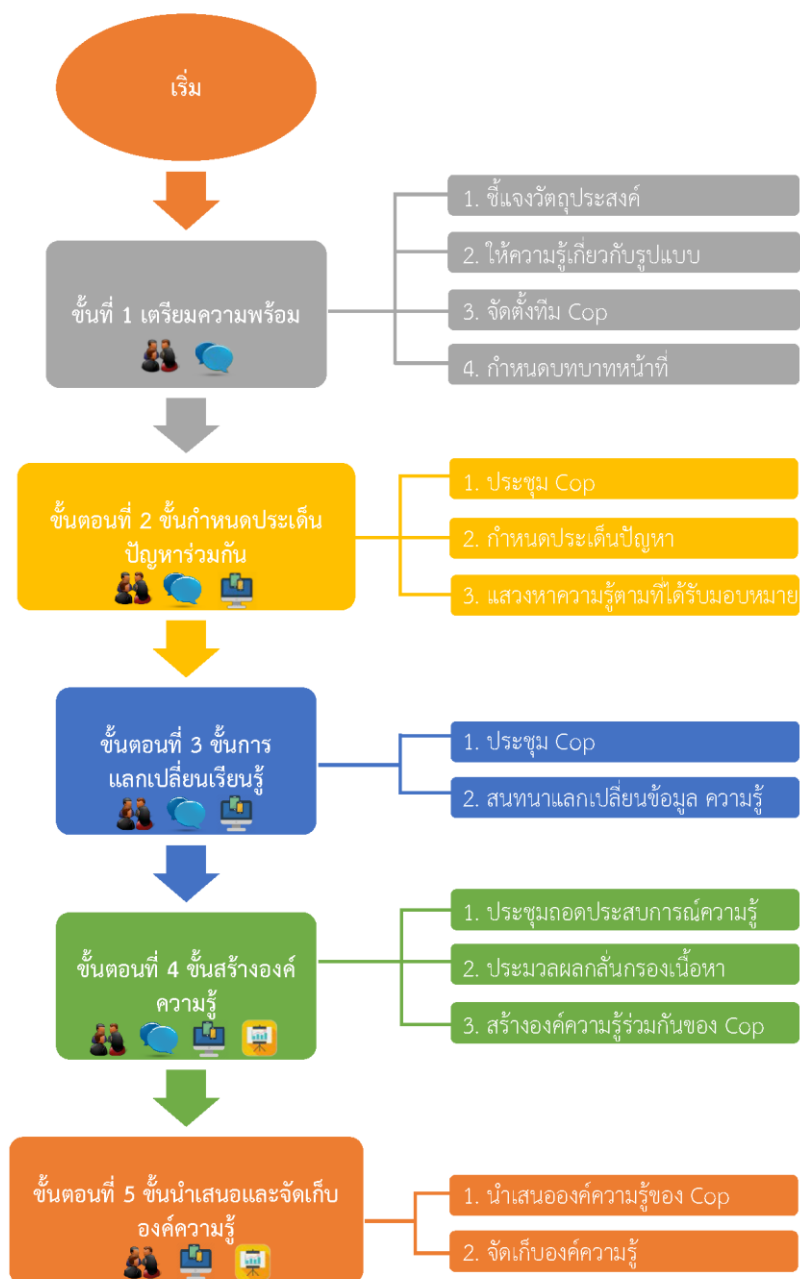 เริ่ม
ขั้นที่ 1 เตรียมความพร้อม
1. ชี้แจงวัตถุประสงค์
2. ให้ความรู้เกี่ยวกับรูปแบบ
3. จัดตั้งทีม Cop
4. กำหนดบทบาทหน้าที่
ขั้นตอนที่ 2 ขั้นกำหนดประเด็น
ปัญหาร่วมกัน
1. ประชุม Cop
2. กำหนดประเด็นปัญหา
3. แสวงหาความรู้ตามที่ได้รับมอบหมาย
ขั้นตอนที่ 3 ขั้นการ
แลกเปลี่ยนเรียนรู้
1. ประชุม Cop
2. สนทนาแลกเปลี่ยนข้อมูล ความรู้
ขั้นตอนที่ 4 ขั้นสร้างองค์
ความรู้
1. ประชุมถอดประสบการณ์ความรู้
2. ประมวลผลกลั่นกรองเนื้อหา
3. สร้างองค์ความรู้ร่วมกันของ Cop
ขั้นตอนที่ 5 ขั้นนำเสนอและจัดเก็บ
องค์ความรู้
1. นำเสนอองค์ความรู้ของ Cop
2. จัดเก็บองค์ความรู้